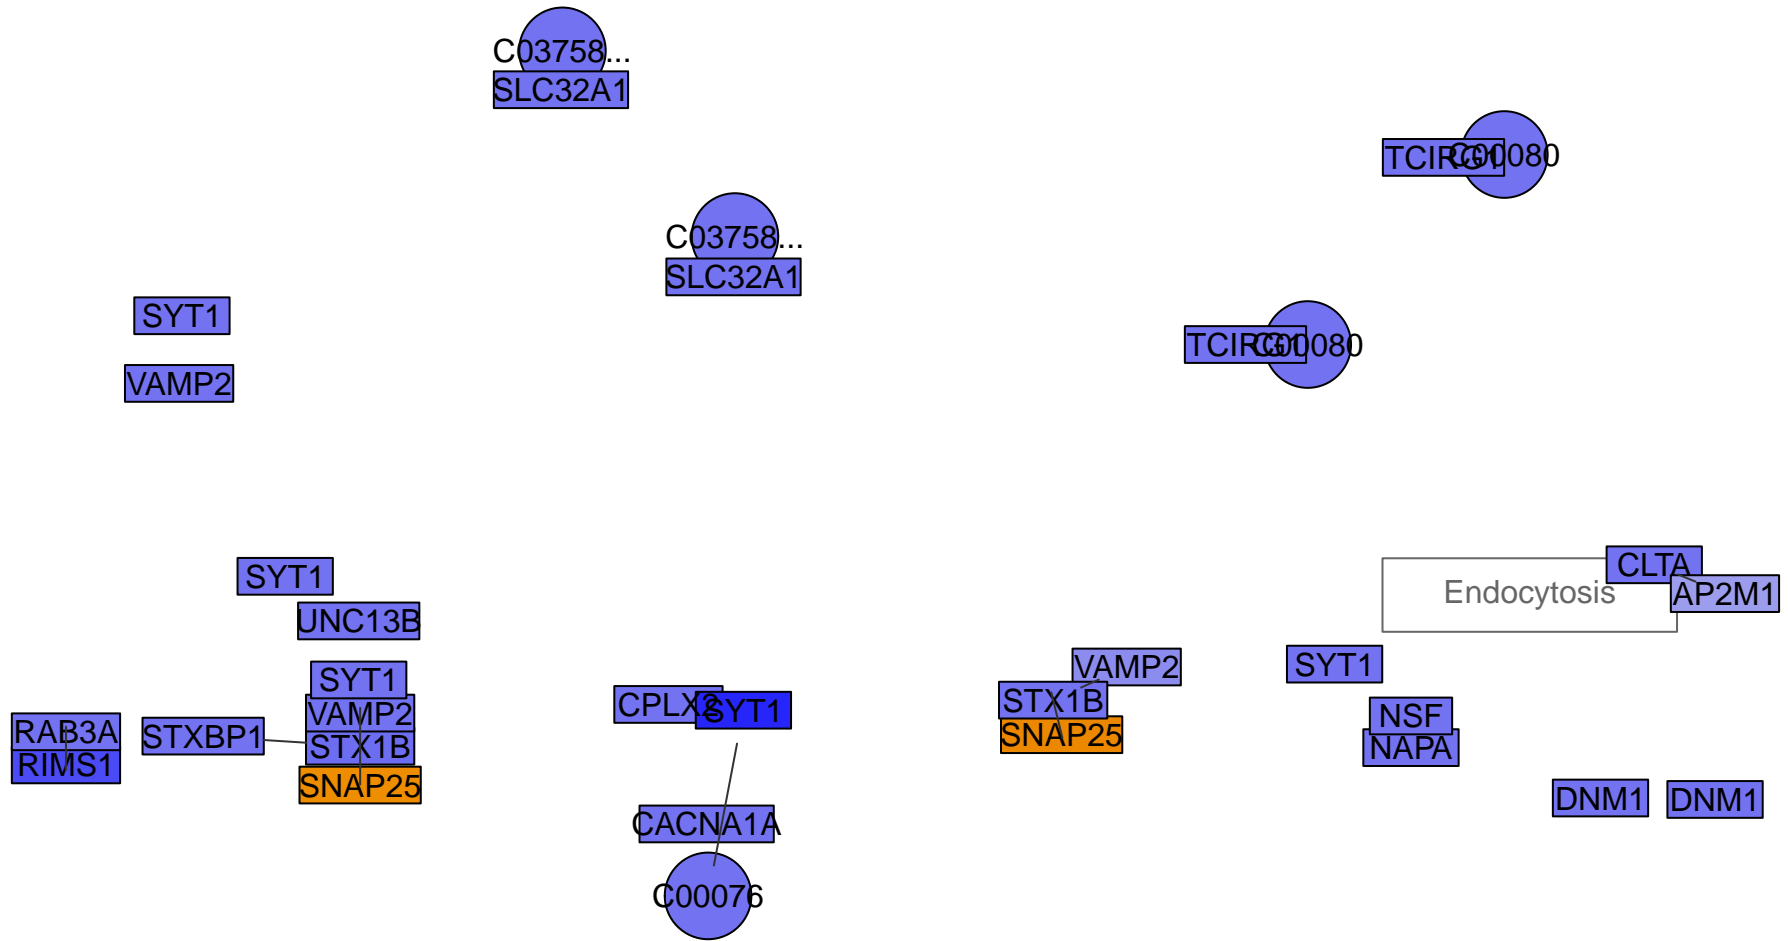 C03758...
SLC32A1
TCIRG1
C00080
C03758...
SLC32A1
SYT1
VAMP2
TCIRG1
C00080
SYT1
UNC13B
SYT1
VAMP2
STX1B
SNAP25
RAB3A
RIMS1
STXBP1
CPLX2
SYT1
CACNA1A
C00076
VAMP2
STX1B
SNAP25
Endocytosis
CLTA
AP2M1
SYT1
NSF
NAPA
DNM1
DNM1